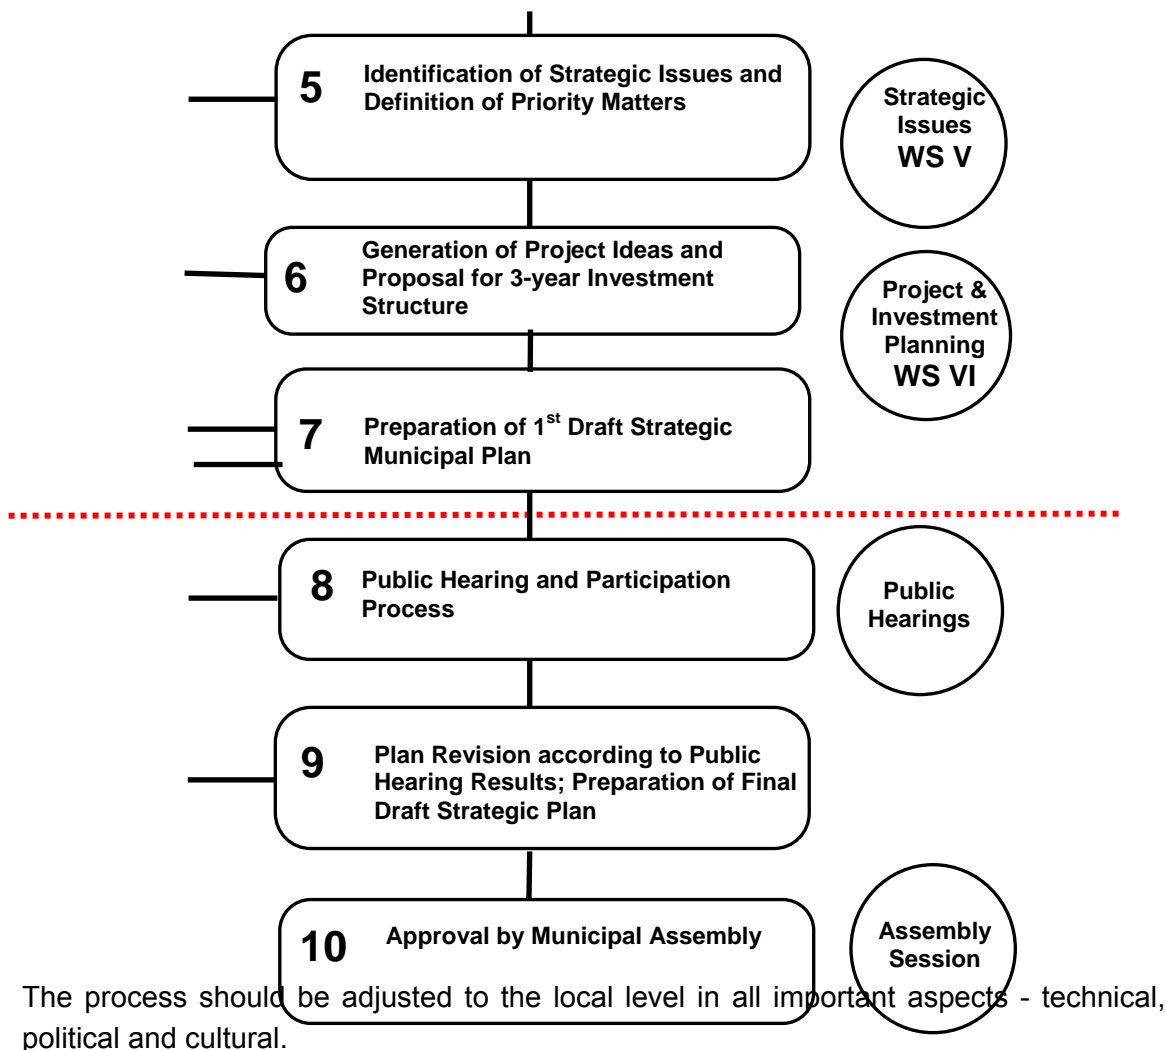 5
Identification of Strategic Issues and
Definition of Priority Matters
Strategic
Issues
WS V
6
Generation of Project Ideas and
Proposal for 3-year Investment
Structure
Project &
Investment
Planning
WS VI
7
Preparation of 1st Draft Strategic
Municipal Plan
8
Public Hearing and Participation
Process
Public
Hearings
9
Plan Revision according to Public
Hearing Results; Preparation of Final
Draft Strategic Plan
10
Approval by Municipal Assembly
Assembly
Session
The process should be adjusted to the local level in all important aspects - technical,
political and cultural.